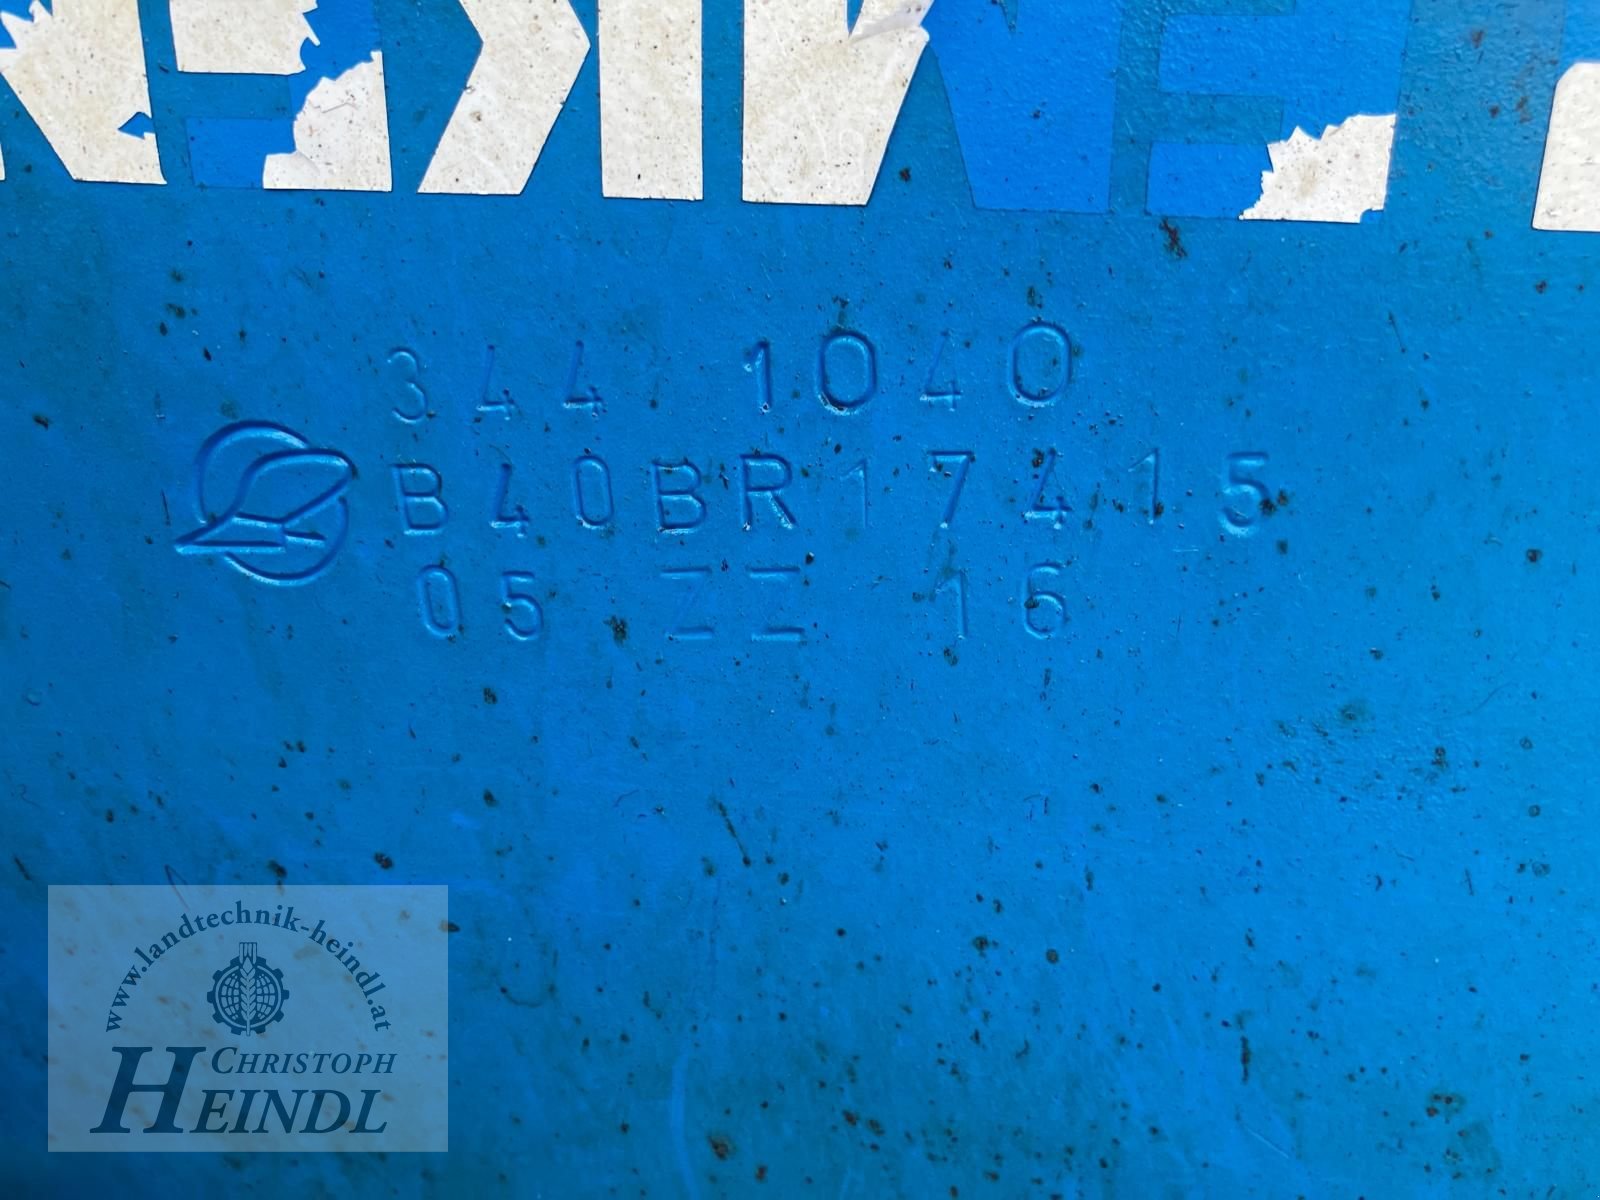 344 1040
B40BR17415
05 ZZ 16
www.landtechnik-heindl.at
CHRISTOPH
HEINDL